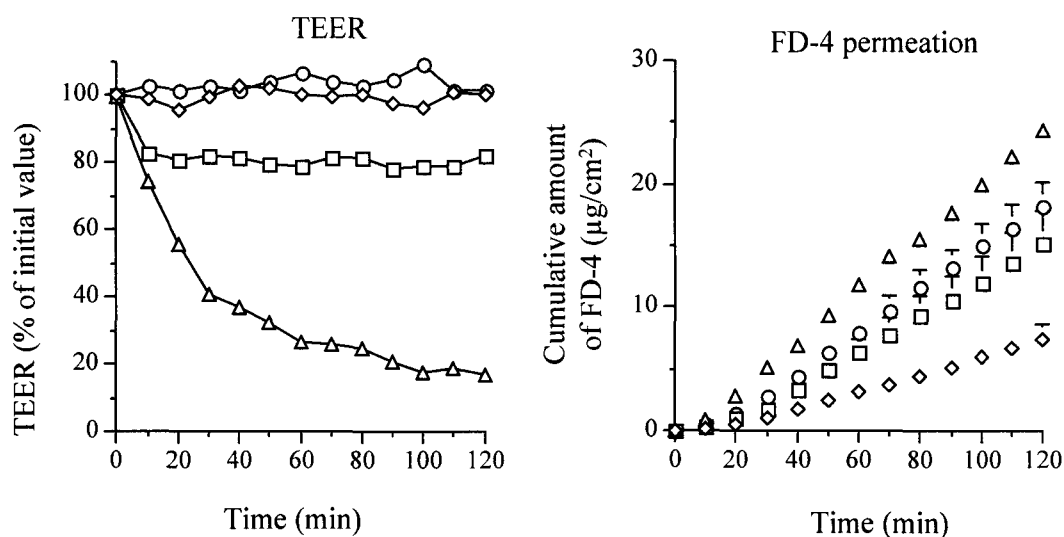 TEER
TEER (% of initial value)
100
80
60
40
20
0
0 20 40 60 80 100 120
Time (min)
FD-4 permeation
Cumulative amount
of FD-4 (µg/cm²)
30
20
10
0
0 20 40 60 80 100 120
Time (min)